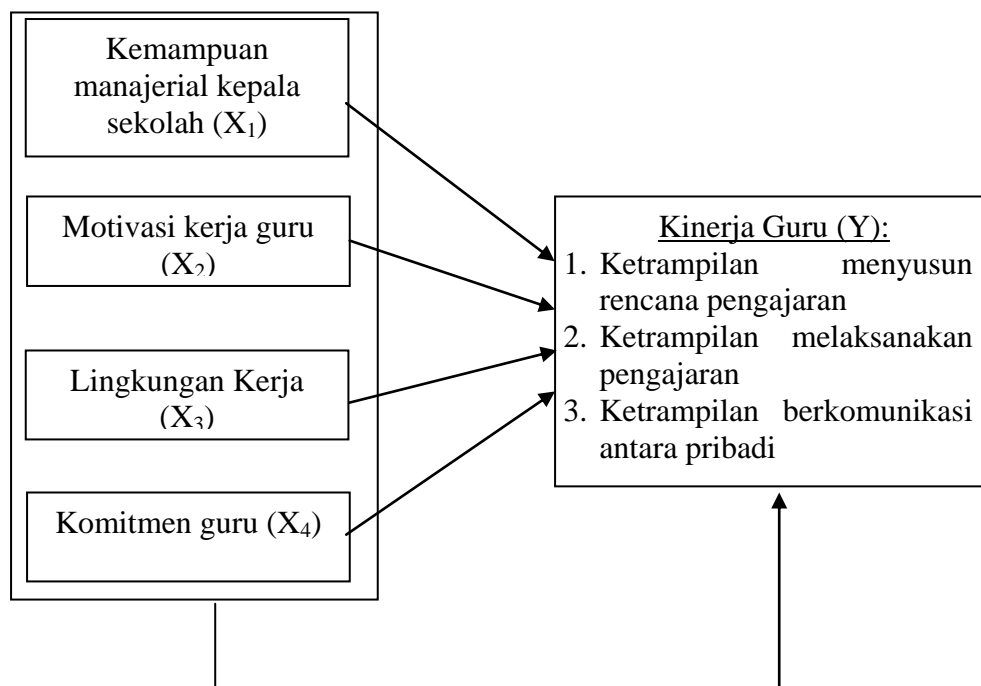 Kemampuan
manajerial kepala
sekolah (X₁)
Motivasi kerja guru
(X₂)
Lingkungan Kerja
(X₃)
Komitmen guru (X₄)
Kinerja Guru (Y):
1. Ketrampilan menyusun
rencana pengajaran
2. Ketrampilan melaksanakan
pengajaran
3. Ketrampilan berkomunikasi
antara pribadi